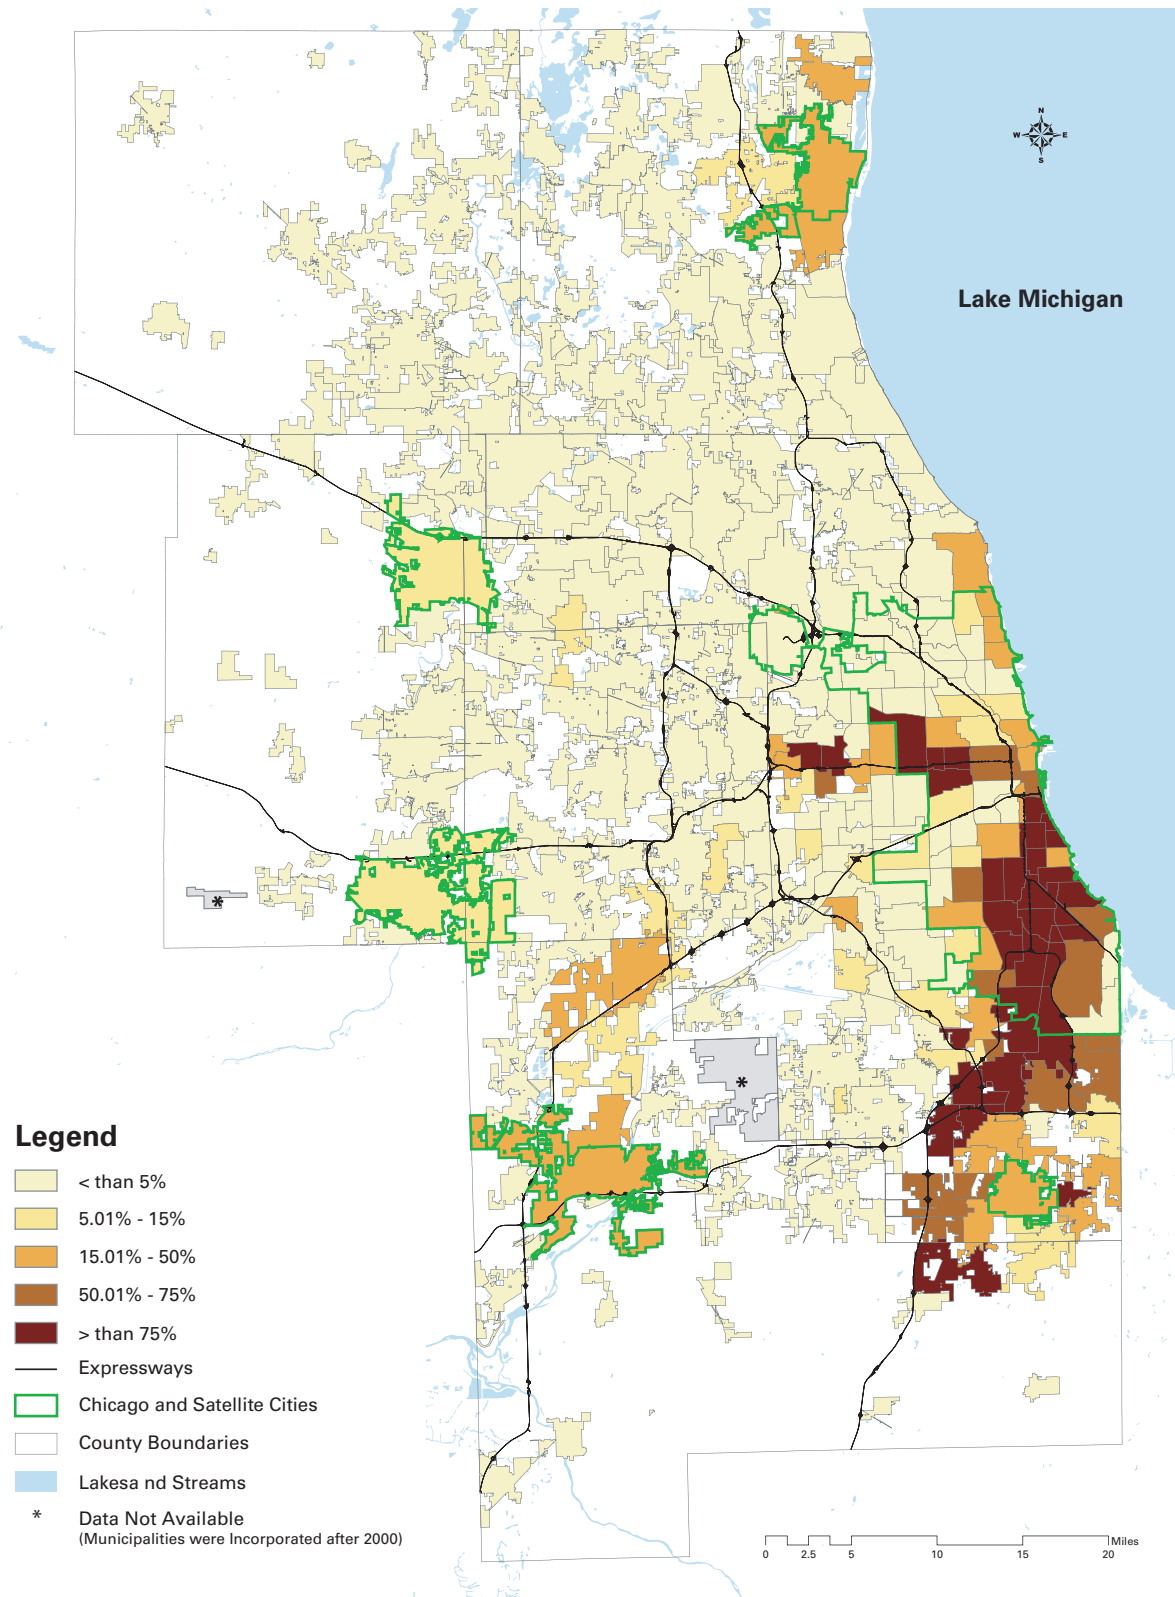 N
W E
S
Lake Michigan
*
*
Legend
< than 5%
5.01% - 15%
15.01% - 50%
50.01% - 75%
> than 75%
Expressways
Chicago and Satellite Cities
County Boundaries
Lakesa nd Streams
* Data Not Available
(Municipalities were Incorporated after 2000)
Miles
0 2.5 5 10 15 20